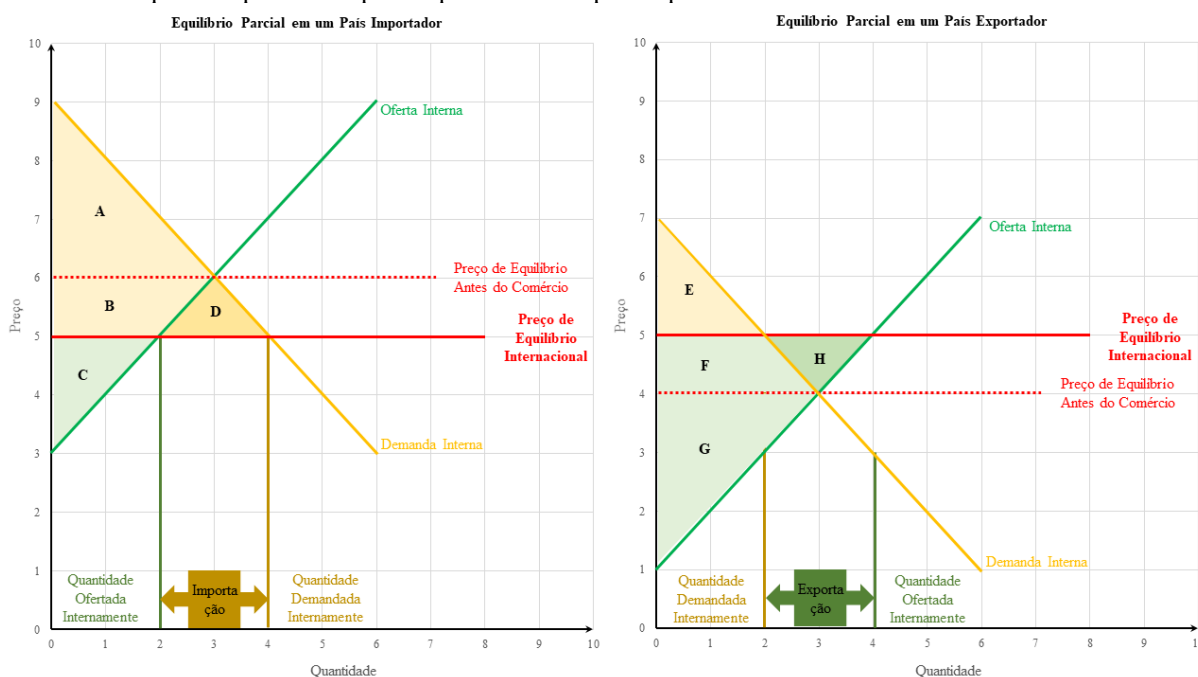 Equilíbrio Parcial em um País Importador
10
9
8
7
6
5
4
3
2
1
0
Preço
A
B
C
D
Oferta Interna
Preço de Equilíbrio
Antes do Comércio
Preço de
Equilíbrio
Internacional
Demanda Interna
Quantidade
Ofertada
Internamente
Importa
ção
Quantidade
Demandada
Internamente
0 1 2 3 4 5 6 7 8 9 10
Quantidade
Equilíbrio Parcial em um País Exportador
10
9
8
7
6
5
4
3
2
1
0
Preço
E
F
G
H
Oferta Interna
Preço de
Equilíbrio
Internacional
Preço de Equilíbrio
Antes do Comércio
Demanda Interna
Quantidade
Demandada
Internamente
Exporta
ção
Quantidade
Ofertada
Internamente
0 1 2 3 4 5 6 7 8 9
Quantidade